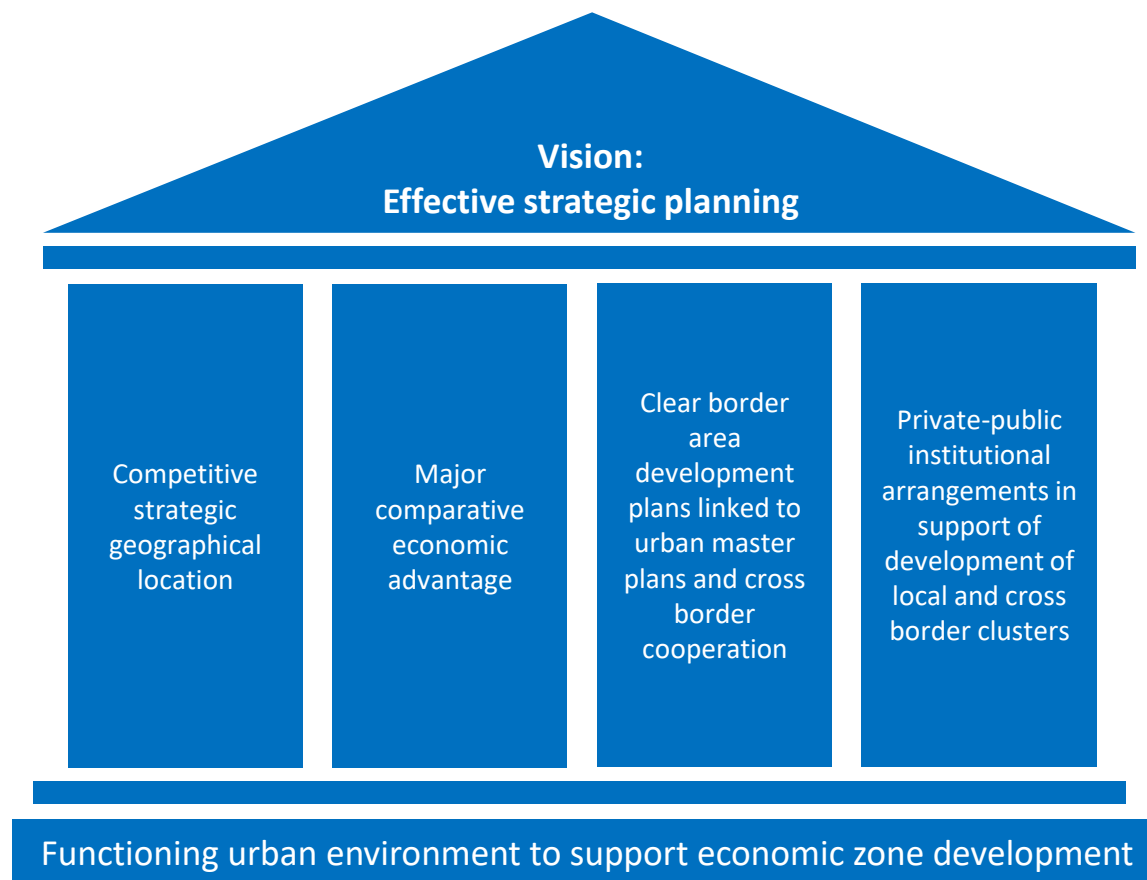 Vision:
Effective strategic planning
Competitive
strategic
geographical
location
Major
comparative
economic
advantage
Clear border
area
development
plans linked to
urban master
plans and cross
border
cooperation
Private-public
institutional
arrangements in
support of
development of
local and cross
border clusters
Functioning urban environment to support economic zone development